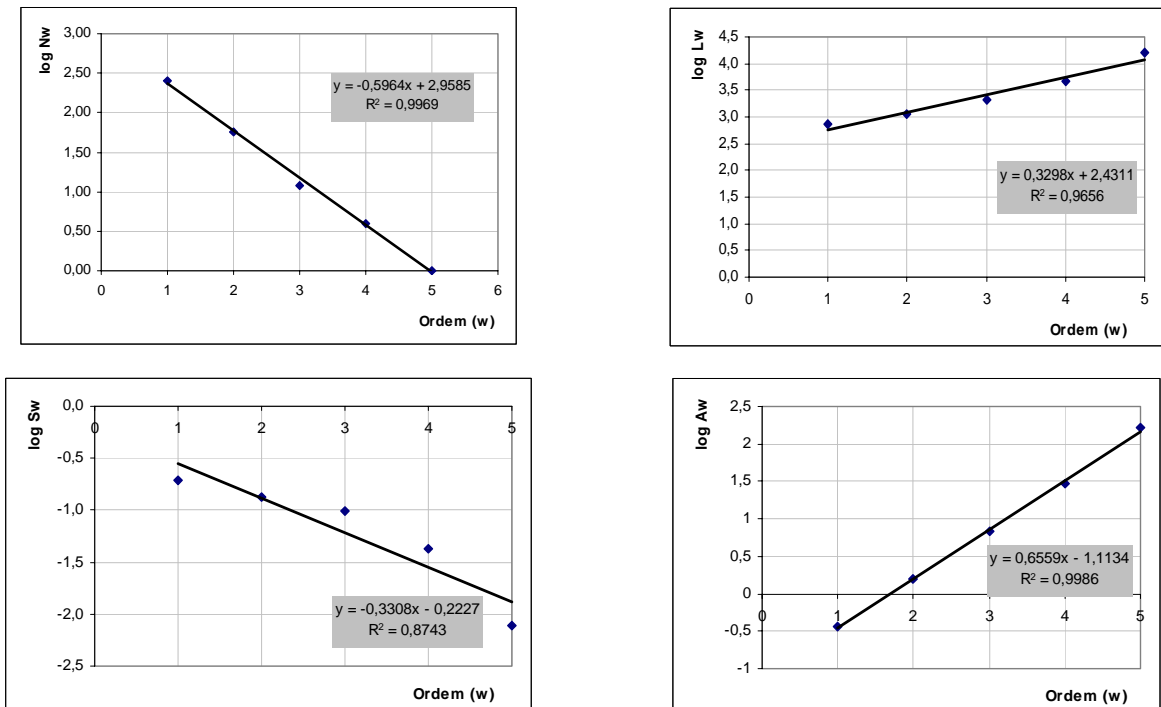 log Nw
3,00
2,50
2,00
1,50
1,00
0,50
0,00
y = -0,5964x + 2,9585
R² = 0,9969
0 1 2 3 4 5 6
Ordem (w)
log Lw
4,5
4,0
3,5
3,0
2,5
2,0
1,5
1,0
0,5
0,0
y = 0,3298x + 2,4311
R² = 0,9656
0 1 2 3 4 5
Ordem (w)
log Sw
0,0
-0,5
-1,0
-1,5
-2,0
-2,5
0 1 2 3 4 5
y = -0,3308x - 0,2227
R² = 0,8743
Ordem (w)
log Aw
2,5
2
1,5
1
0,5
0
-0,5
-1
y = 0,6559x - 1,1134
R² = 0,9986
0 1 2 3 4 5
Ordem (w)